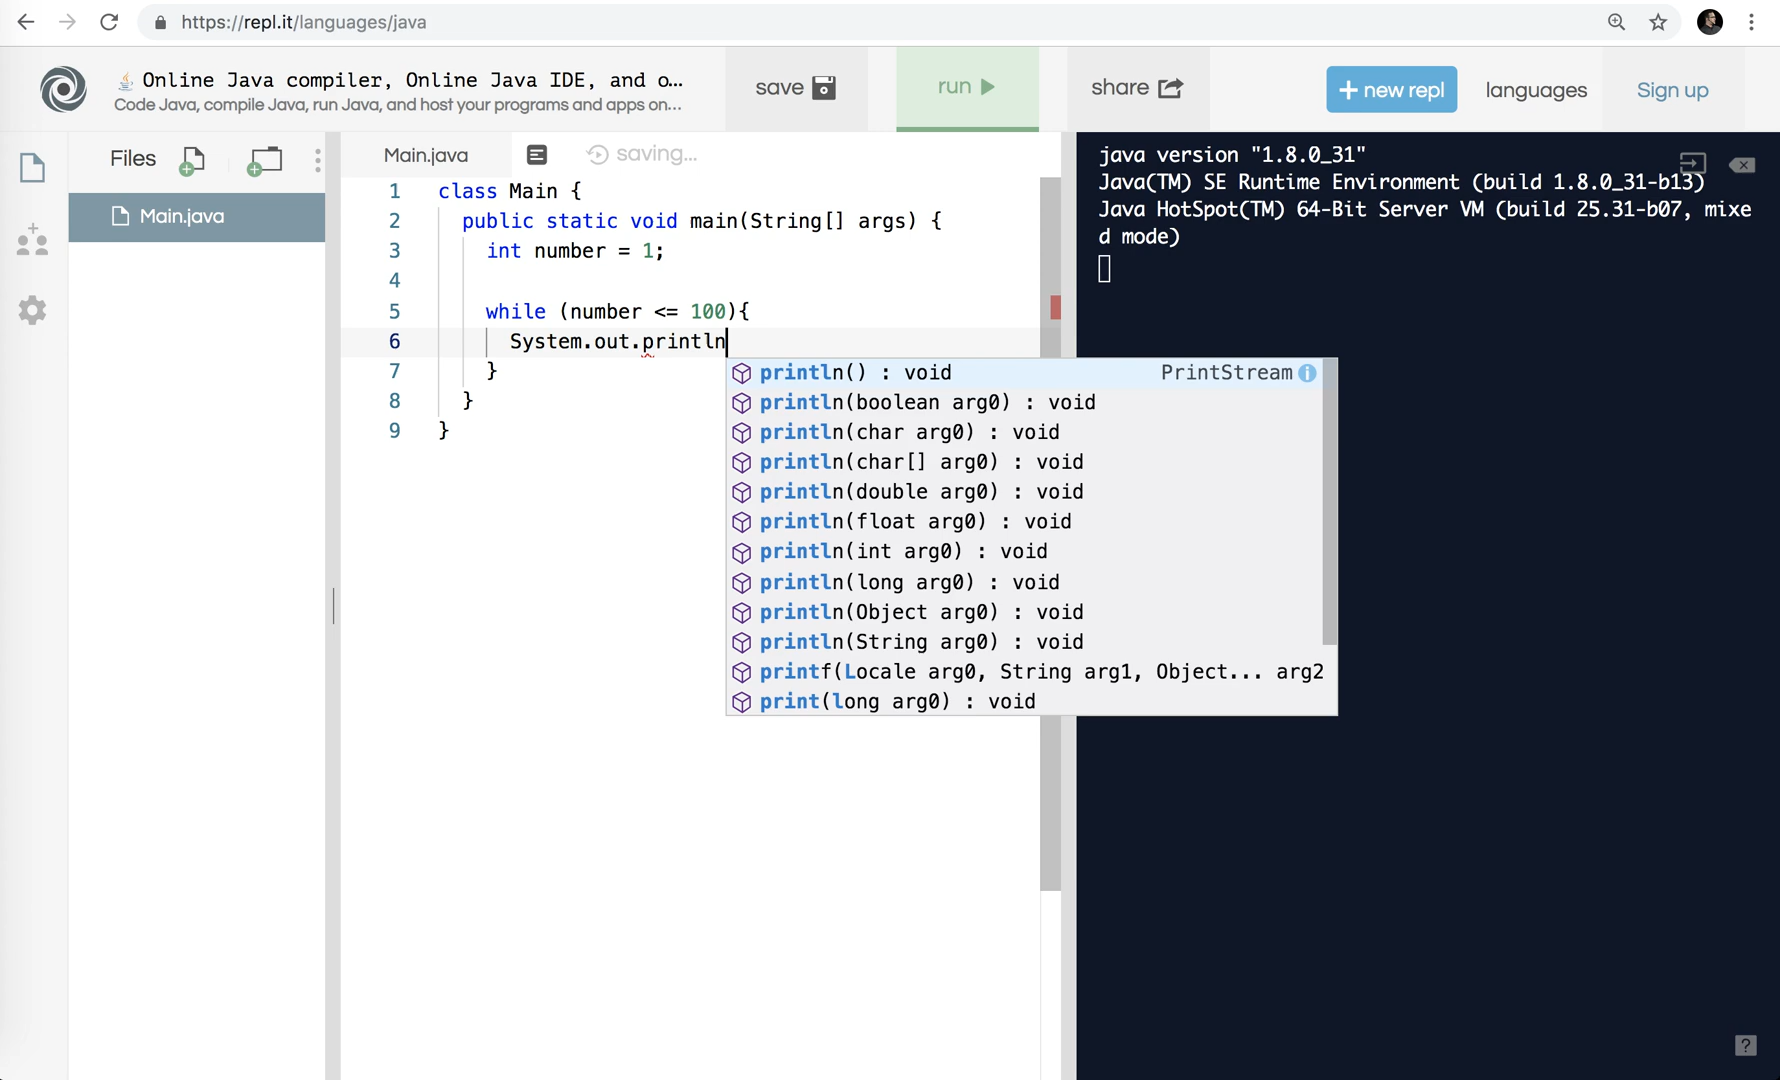 https://repl.it/languages/java
Online Java compiler, Online Java IDE, and o...
Code Java, compile Java, run Java, and host your programs and apps on...
save
run
share
+ new repl
languages
Sign up
Files
Main.java
Main.java
saving...
1 class Main {
2 public static void main(String[] args) {
3 int number = 1;
4
5 while (number <= 100){
6 System.out.println
7 }
8 }
9 }
println() : void PrintStream
println(boolean arg0) : void
println(char arg0) : void
println(char[] arg0) : void
println(double arg0) : void
println(float arg0) : void
println(int arg0) : void
println(long arg0) : void
println(Object arg0) : void
println(String arg0) : void
printf(Locale arg0, String arg1, Object... arg2
print(long arg0) : void
java version "1.8.0_31"
Java(TM) SE Runtime Environment (build 1.8.0_31-b13)
Java HotSpot(TM) 64-Bit Server VM (build 25.31-b07, mixe
d mode)
?